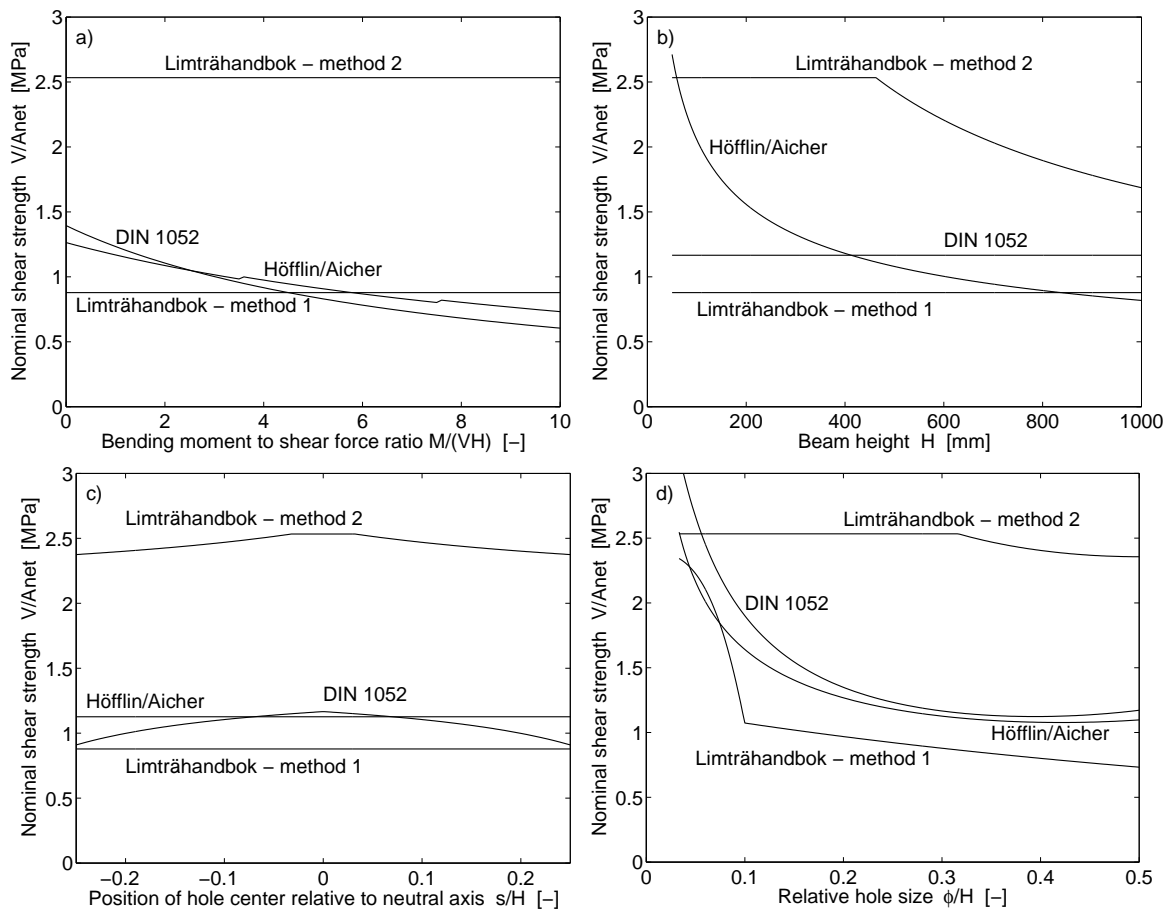 a)
Limträhandbok – method 2
DIN 1052
Höfflin/Aicher
Limträhandbok – method 1
3
2.5
2
1.5
1
0.5
0
0
2
4
6
8
10
Nominal shear strength V/Anet [MPa]
Bending moment to shear force ratio M/(VH) [–]
b)
Limträhandbok – method 2
Höfflin/Aicher
DIN 1052
Limträhandbok – method 1
3
2.5
2
1.5
1
0.5
0
0
200
400
600
800
1000
Nominal shear strength V/Anet [MPa]
Beam height H [mm]
c)
Limträhandbok – method 2
Höfflin/Aicher
DIN 1052
Limträhandbok – method 1
3
2.5
2
1.5
1
0.5
0
−0.2
−0.1
0
0.1
0.2
Nominal shear strength V/Anet [MPa]
Position of hole center relative to neutral axis s/H [–]
d)
Limträhandbok – method 2
DIN 1052
Höfflin/Aicher
Limträhandbok – method 1
3
2.5
2
1.5
1
0.5
0
0
0.1
0.2
0.3
0.4
0.5
Nominal shear strength V/Anet [MPa]
Relative hole size ϕ/H [–]